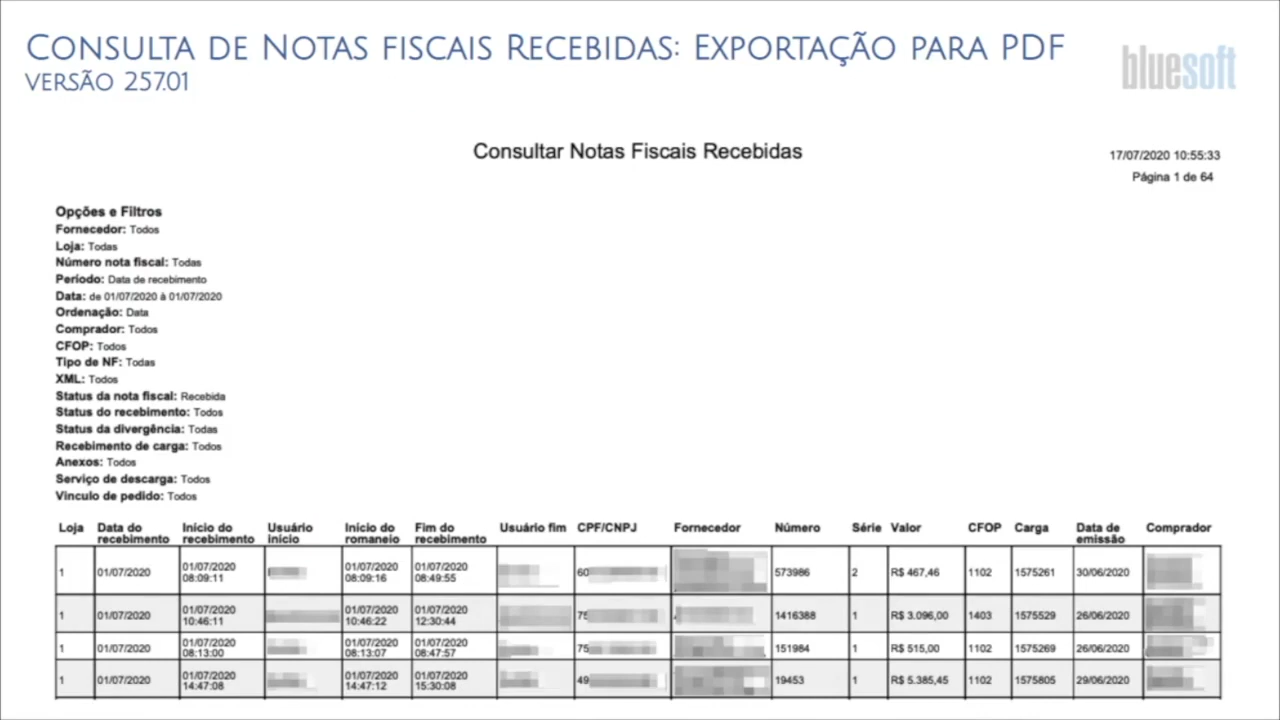 Consulta de Notas fiscais Recebidas: Exportação para PDF
versão 257.01
bluesoft
Consultar Notas Fiscais Recebidas
17/07/2020 10:55:33
Página 1 de 64
Opções e Filtros
Fornecedor: Todos
Loja: Todas
Número nota fiscal: Todas
Período: Data de recebimento
Data: de 01/07/2020 à 01/07/2020
Ordenação: Data
Comprador: Todos
CFOP: Todos
Tipo de NF: Todas
XML: Todos
Status da nota fiscal: Recebida
Status do recebimento: Todos
Status da divergência: Todas
Recebimento de carga: Todos
Anexos: Todos
Serviço de descarga: Todos
Vinculo de pedido: Todos
Loja Data do recebimento Início do recebimento Usuário início Início do romaneio Fim do recebimento Usuário fim CPF/CNPJ Fornecedor Número Série Valor CFOP Carga Data de emissão Comprador
1 01/07/2020 01/07/2020 08:09:11 01/07/2020 08:09:16 01/07/2020 08:49:55 60 573986 2 R$ 467,46 1102 1575261 30/06/2020
1 01/07/2020 01/07/2020 10:46:11 01/07/2020 10:46:22 01/07/2020 12:30:44 75 1416388 1 R$ 3.096,00 1403 1575529 26/06/2020
1 01/07/2020 01/07/2020 08:13:00 01/07/2020 08:13:07 01/07/2020 08:47:57 75 151984 1 R$ 515,00 1102 1575269 26/06/2020
1 01/07/2020 01/07/2020 14:47:08 01/07/2020 14:47:12 01/07/2020 15:30:08 49 19453 1 R$ 5.385,45 1102 1575805 29/06/2020